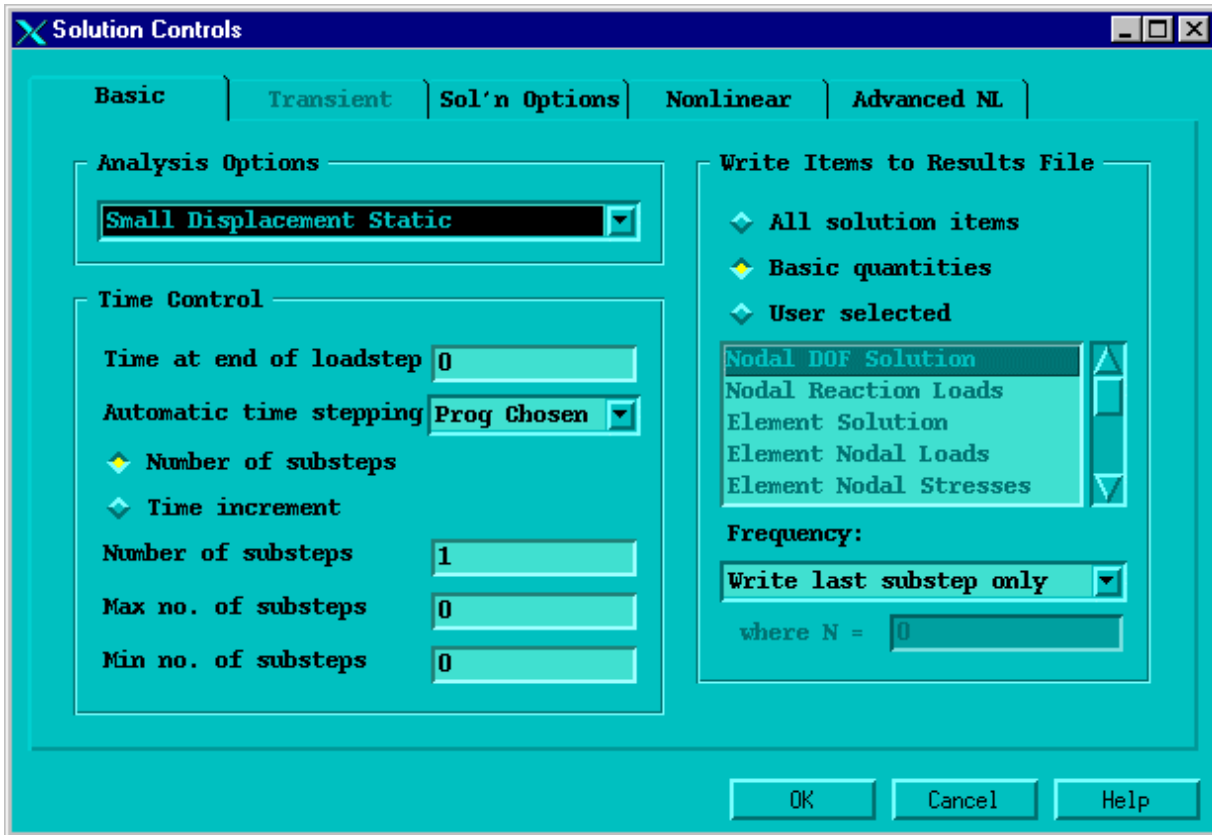 Solution Controls
Basic
Transient
Sol'n Options
Nonlinear
Advanced NL
Analysis Options
Small Displacement Static
Time Control
Time at end of loadstep 0
Automatic time stepping Prog Chosen
Number of substeps
Time increment
Number of substeps 1
Max no. of substeps 0
Min no. of substeps 0
Write Items to Results File
All solution items
Basic quantities
User selected
Nodal DOF Solution
Nodal Reaction Loads
Element Solution
Element Nodal Loads
Element Nodal Stresses
Frequency:
Write last substep only
where N = 0
OK
Cancel
Help